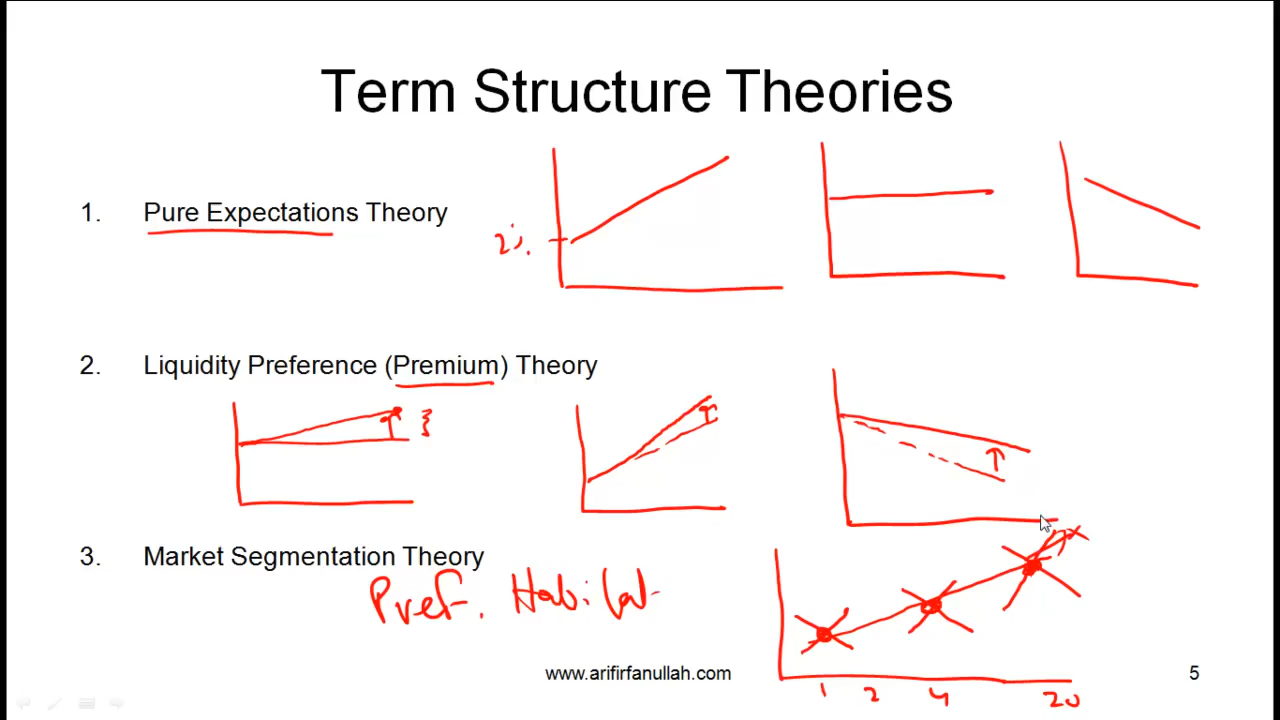 Term Structure Theories
1. Pure Expectations Theory
2%
2. Liquidity Preference (Premium) Theory
3. Market Segmentation Theory
Pref. Habitat
1 2 4 20
www.arifirfanullah.com 5